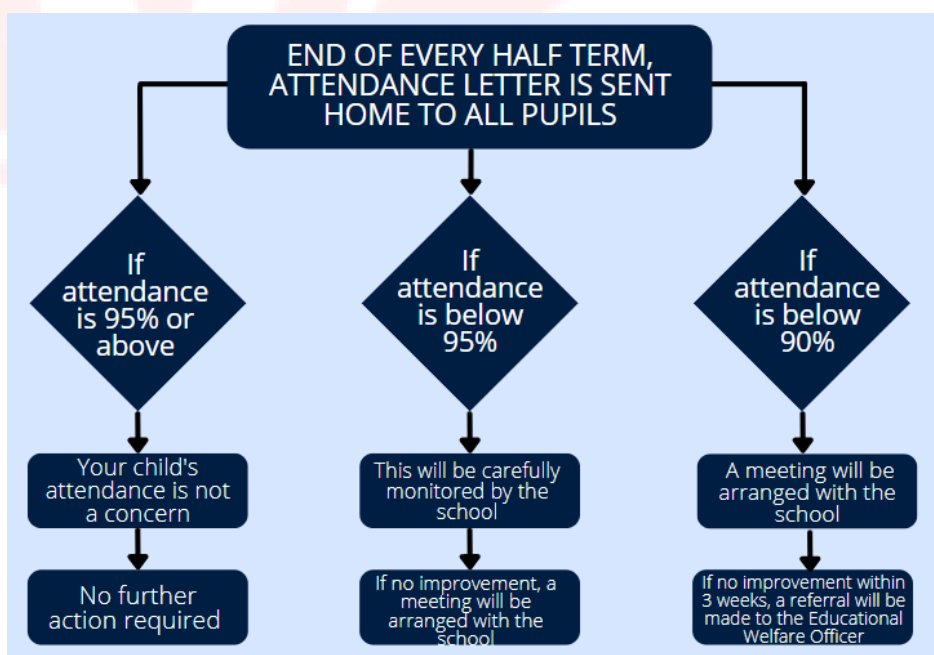 END OF EVERY HALF TERM,
ATTENDANCE LETTER IS SENT
HOME TO ALL PUPILS
If
attendance
is 95% or
above
If
attendance
is below
95%
If
attendance
is below
90%
Your child's
attendance is not
a concern
This will be carefully
monitored by the
school
A meeting will be
arranged with the
school
No further
action required
If no improvement, a
meeting will be
arranged with the
school
If no improvement within
3 weeks, a referral will be
made to the Educational
Welfare Officer